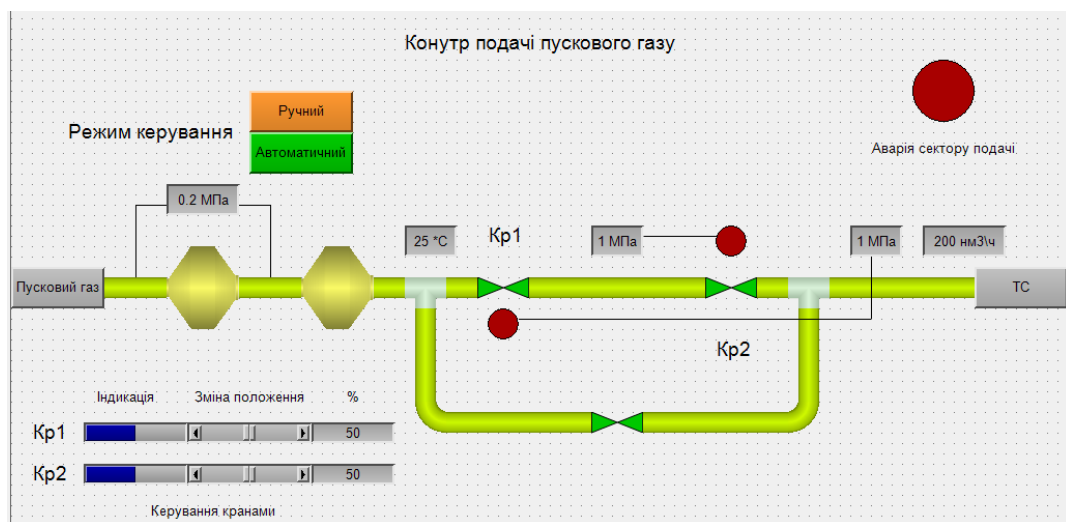 Конутр подачі пускового газу
Ручний
Режим керування
Автоматичний
Аварія сектору подачі
0.2 МПа
25 *C
Кр1
1 МПа
1 МПа
200 нм3\ч
Пусковий газ
ТС
Кр2
Індикація Зміна положення %
Кр1 50
Кр2 50
Керування кранами